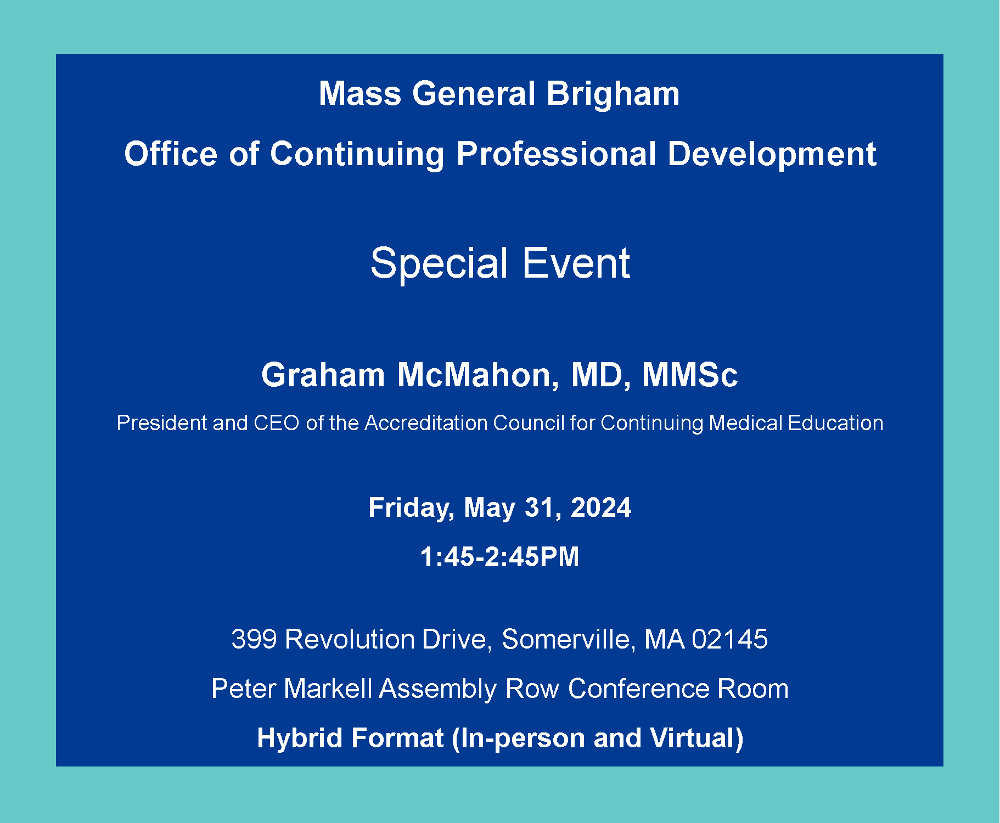 Mass General Brigham
Office of Continuing Professional Development
Special Event
Graham McMahon, MD, MMSc
President and CEO of the Accreditation Council for Continuing Medical Education
Friday, May 31, 2024
1:45-2:45PM
399 Revolution Drive, Somerville, MA 02145
Peter Markell Assembly Row Conference Room
Hybrid Format (In-person and Virtual)